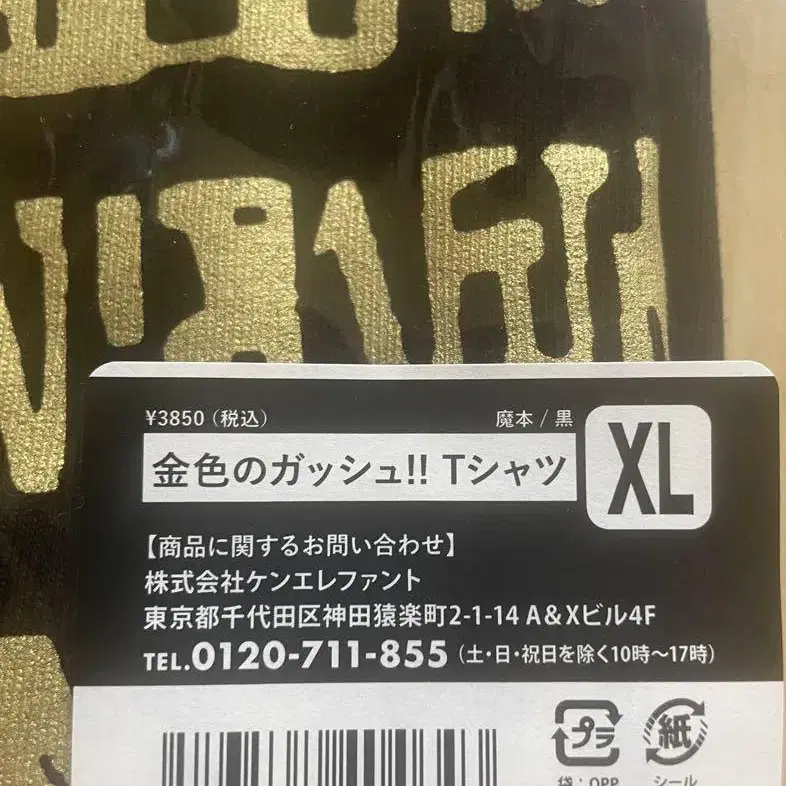 ¥3850（税込）
魔本 / 黒
金色のガッシュ!! Tシャツ
XL
【商品に関するお問い合わせ】
株式会社ケンエレファント
東京都千代田区神田猿楽町2-1-14 A&Xビル4F
TEL.0120-711-855（土・日・祝日を除く10時～17時）
プラ
紙
袋：OPP
シール